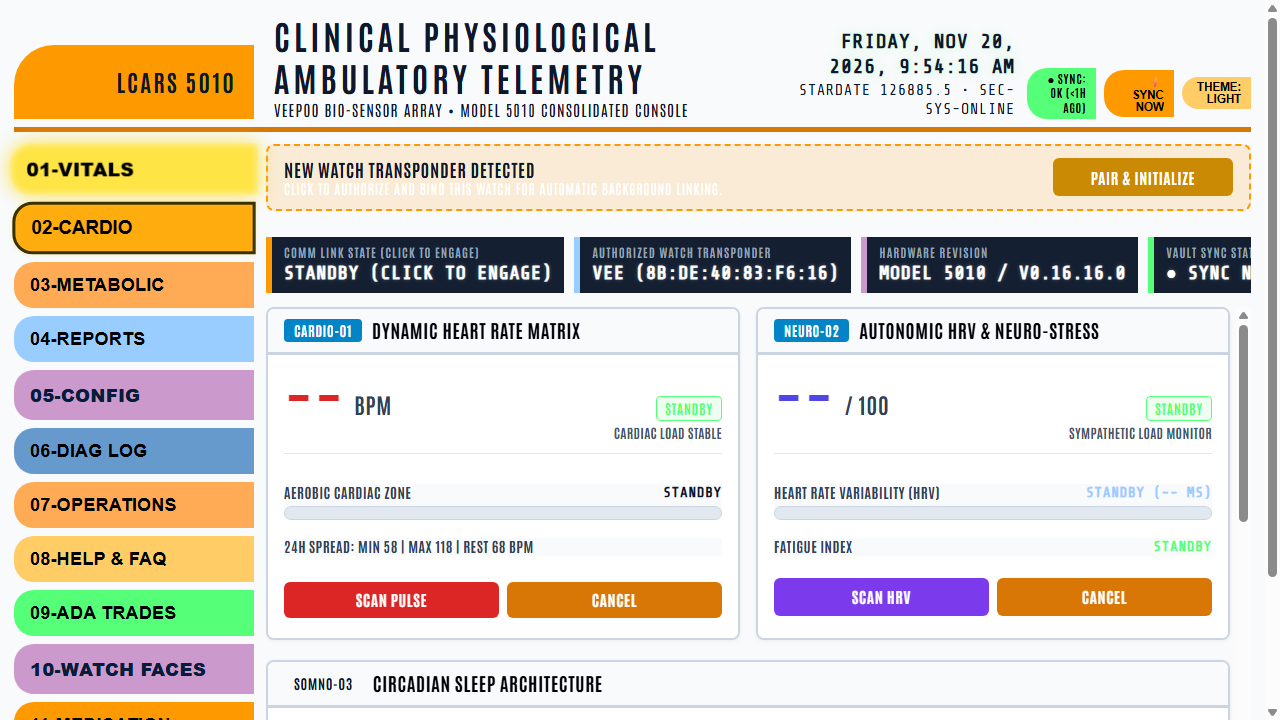 LCARS 5010
CLINICAL PHYSIOLOGICAL
AMBULATORY TELEMETRY
VEEPOO BIO-SENSOR ARRAY • MODEL 5010 CONSOLIDATED CONSOLE
FRIDAY, NOV 20,
2026, 9:54:16 AM
STARDATE 126885.5 · SEC-
SYS-ONLINE
● SYNC:
OK (<1H
AGO)
SYNC
NOW
THEME:
LIGHT
01-VITALS
02-CARDIO
03-METABOLIC
04-REPORTS
05-CONFIG
06-DIAG LOG
07-OPERATIONS
08-HELP & FAQ
09-ADA TRADES
10-WATCH FACES
11-MEDICATION
NEW WATCH TRANSPONDER DETECTED
CLICK TO AUTHORIZE AND BIND THIS WATCH FOR AUTOMATIC BACKGROUND LINKING.
PAIR & INITIALIZE
COMM LINK STATE (CLICK TO ENGAGE)
STANDBY (CLICK TO ENGAGE)
AUTHORIZED WATCH TRANSPONDER
VEE (8B:DE:40:83:F6:16)
HARDWARE REVISION
MODEL 5010 / V0.16.16.0
VAULT SYNC STAT
● SYNC N
CARDIO-01 DYNAMIC HEART RATE MATRIX
-- BPM
STANDBY
CARDIAC LOAD STABLE
AEROBIC CARDIAC ZONE STANDBY
24H SPREAD: MIN 58 | MAX 118 | REST 68 BPM
SCAN PULSE CANCEL
NEURO-02 AUTONOMIC HRV & NEURO-STRESS
-- / 100
STANDBY
SYMPATHETIC LOAD MONITOR
HEART RATE VARIABILITY (HRV) STANDBY (-- MS)
FATIGUE INDEX STANDBY
SCAN HRV CANCEL
SOMNO-03 CIRCADIAN SLEEP ARCHITECTURE